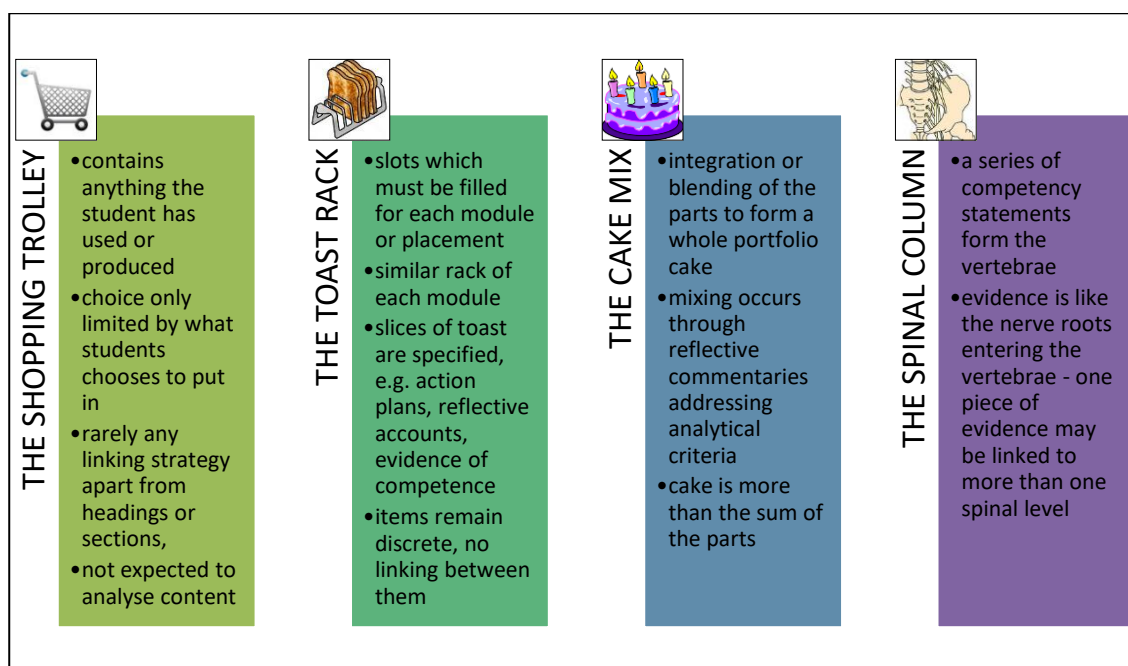 THE SHOPPING TROLLEY
•contains
anything the
student has
used or
produced
•choice only
limited by what
students
chooses to put
in
•rarely any
linking strategy
apart from
headings or
sections,
•not expected to
analyse content
THE TOAST RACK
•slots which
must be filled
for each module
or placement
•similar rack of
each module
•slices of toast
are specified,
e.g. action
plans, reflective
accounts,
evidence of
competence
•items remain
discrete, no
linking between
them
THE CAKE MIX
•integration or
blending of the
parts to form a
whole portfolio
cake
•mixing occurs
through
reflective
commentaries
addressing
analytical
criteria
•cake is more
than the sum of
the parts
THE SPINAL COLUMN
•a series of
competency
statements
form the
vertebrae
•evidence is like
the nerve roots
entering the
vertebrae - one
piece of
evidence may
be linked to
more than one
spinal level